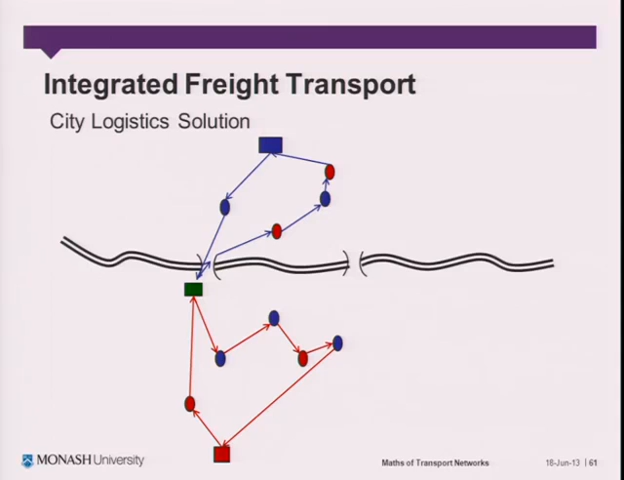 Integrated Freight Transport
City Logistics Solution
MONASH University
Maths of Transport Networks
18-Jun-13 | 61